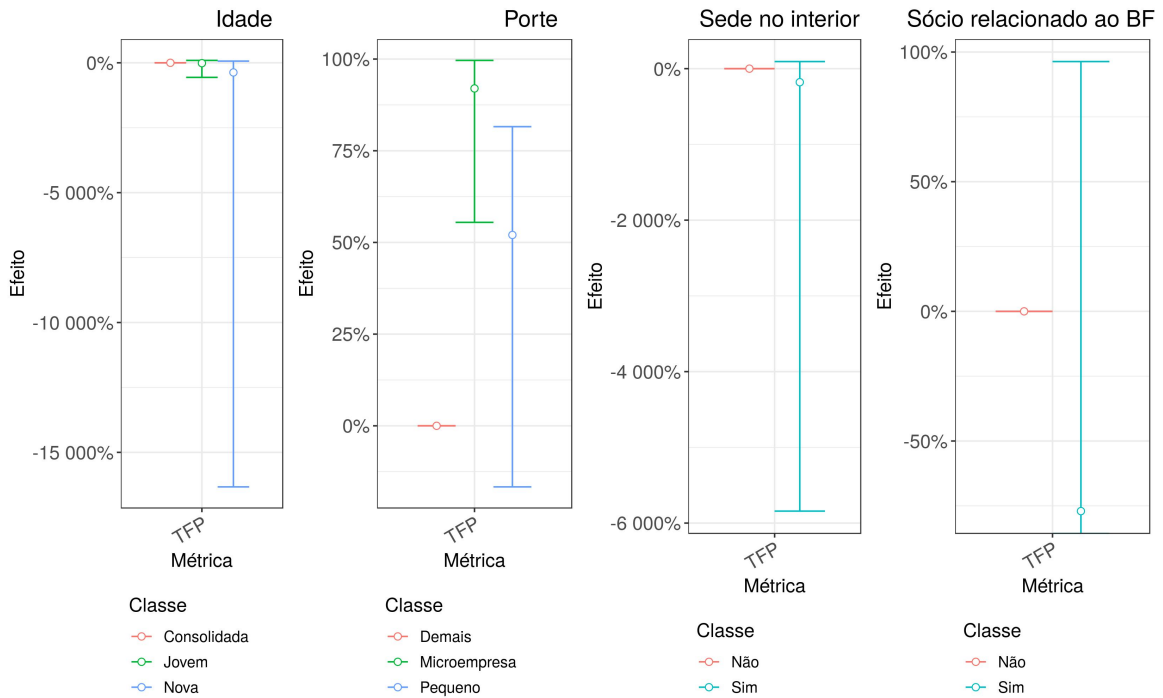 Idade
0%
-5 000%
-10 000%
-15 000%
Efeito
TFP
Métrica
Classe
Consolidada
Jovem
Nova
Porte
100%
75%
50%
25%
0%
Efeito
TFP
Métrica
Classe
Demais
Microempresa
Pequeno
Sede no interior
0%
-2 000%
-4 000%
-6 000%
Efeito
TFP
Métrica
Classe
Não
Sim
Sócio relacionado ao BF
100%
50%
0%
-50%
Efeito
TFP
Métrica
Classe
Não
Sim